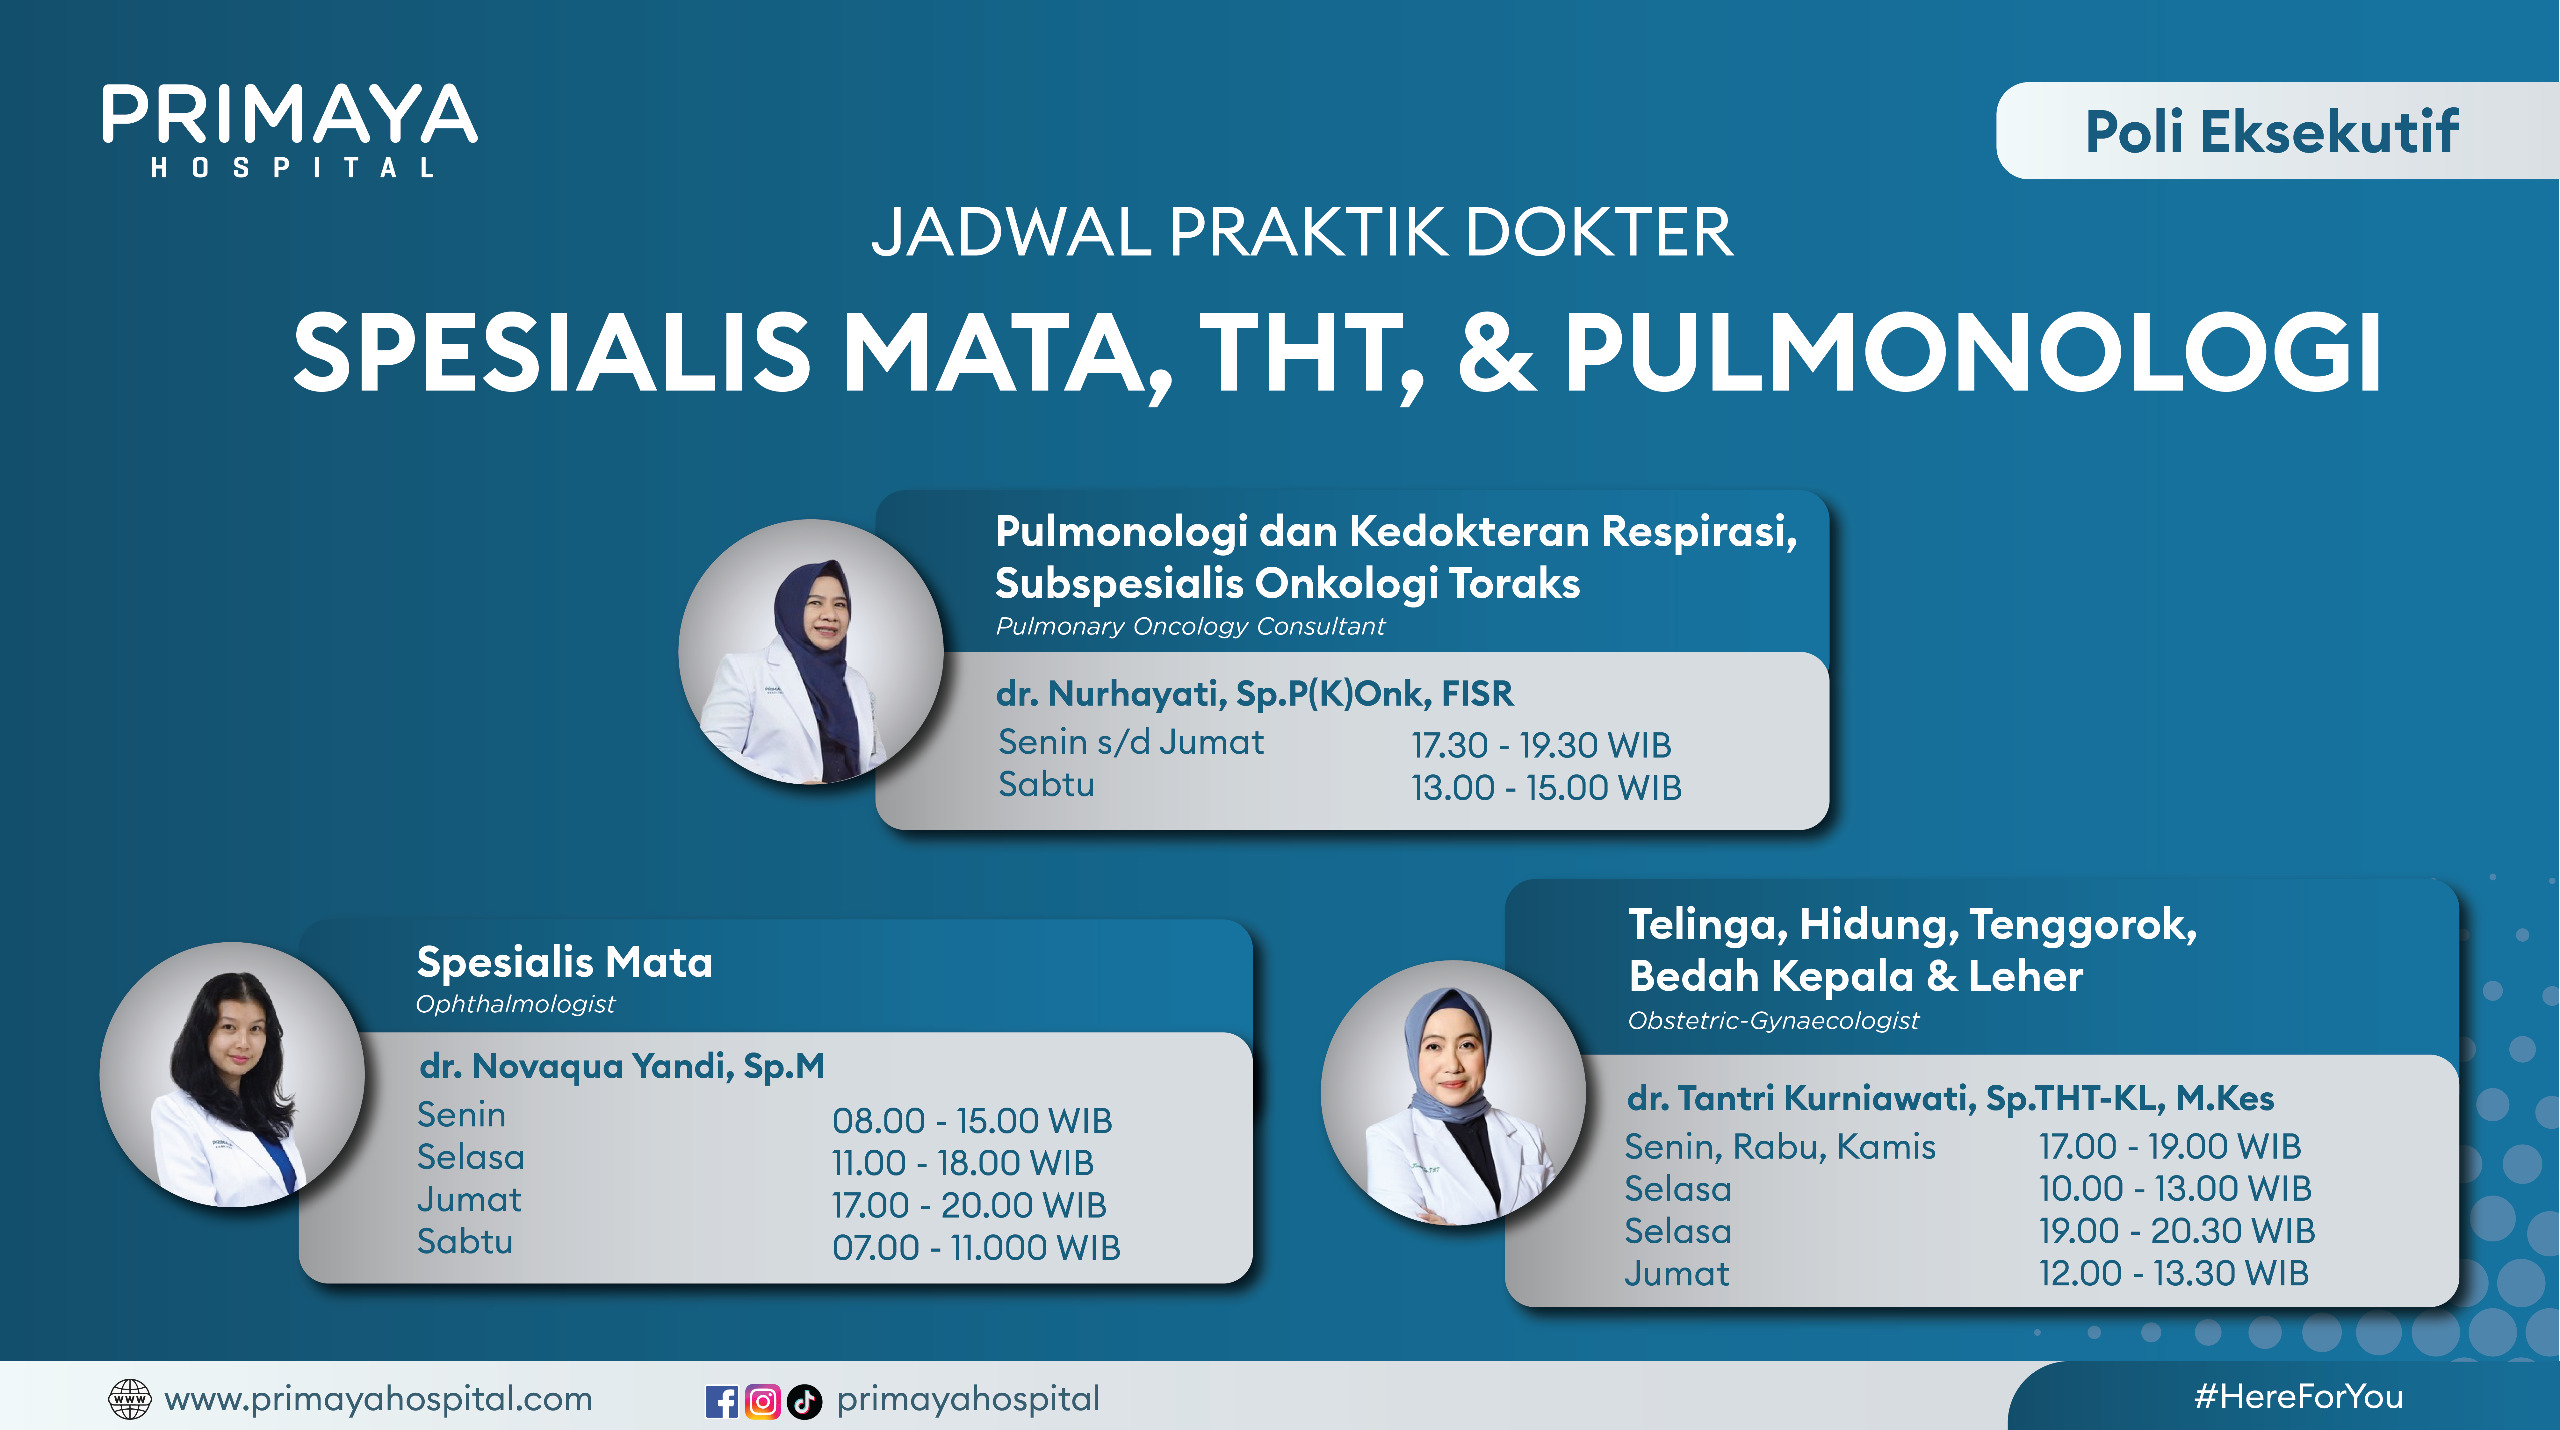 PRIMAYA
HOSPITAL
Poli Eksekutif
JADWAL PRAKTIK DOKTER
SPESIALIS MATA, THT, & PULMONOLOGI
Pulmonologi dan Kedokteran Respirasi,
Subspesialis Onkologi Toraks
Pulmonary Oncology Consultant
dr. Nurhayati, Sp.P(K)Onk, FISR
Senin s/d Jumat 17.30 - 19.30 WIB
Sabtu 13.00 - 15.00 WIB
Spesialis Mata
Ophthalmologist
dr. Novaqua Yandi, Sp.M
Senin 08.00 - 15.00 WIB
Selasa 11.00 - 18.00 WIB
Jumat 17.00 - 20.00 WIB
Sabtu 07.00 - 11.000 WIB
Telinga, Hidung, Tenggorok,
Bedah Kepala & Leher
Obstetric-Gynaecologist
dr. Tantri Kurniawati, Sp.THT-KL, M.Kes
Senin, Rabu, Kamis 17.00 - 19.00 WIB
Selasa 10.00 - 13.00 WIB
Selasa 19.00 - 20.30 WIB
Jumat 12.00 - 13.30 WIB
www.primayahospital.com
primayahospital
#HereForYou